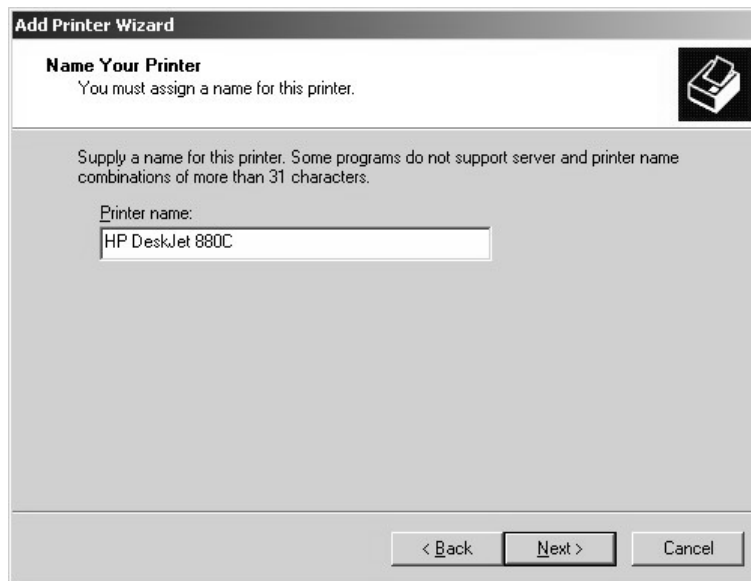 Add Printer Wizard
Name Your Printer
You must assign a name for this printer.
Supply a name for this printer. Some programs do not support server and printer name
combinations of more than 31 characters.
Printer name:
HP DeskJet 880C
< Back Next > Cancel